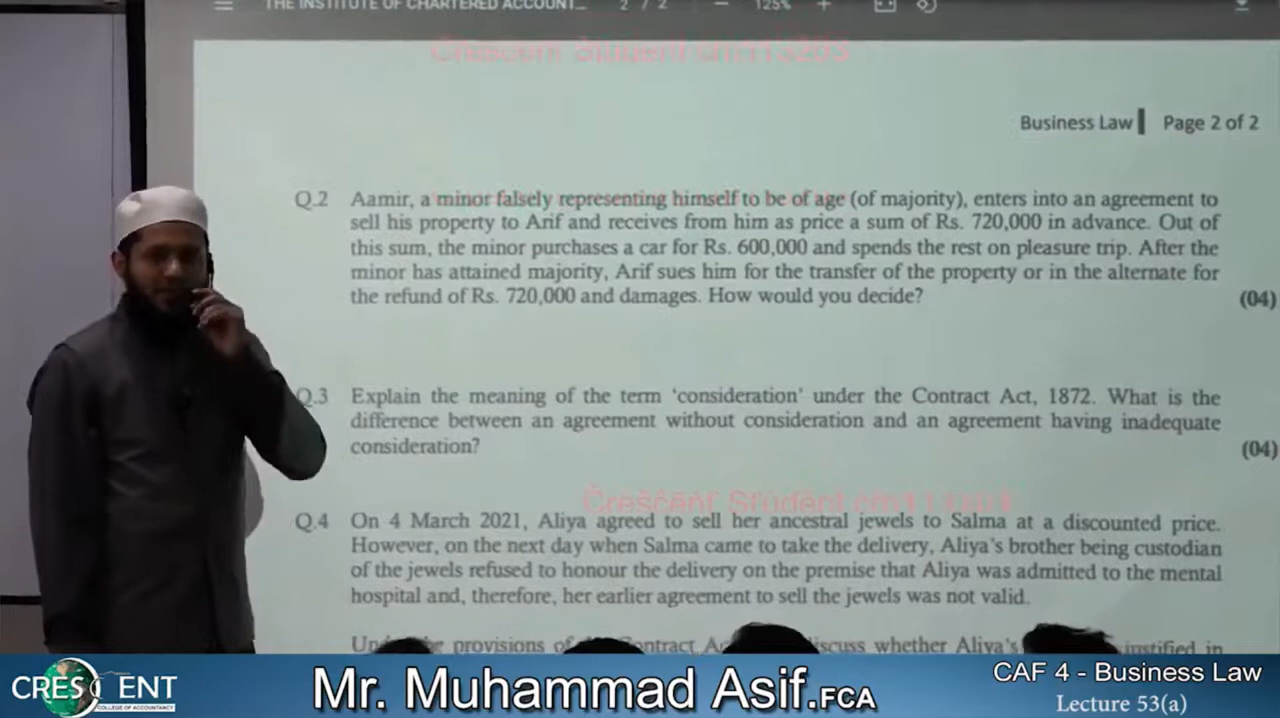 THE INSTITUTE OF CHARTERED ACCOUNT... 2 / 2 — 125% +
Crescent Student crn113203
Business Law Page 2 of 2
Q.2 Aamir, a minor falsely representing himself to be of age (of majority), enters into an agreement to
sell his property to Arif and receives from him as price a sum of Rs. 720,000 in advance. Out of
this sum, the minor purchases a car for Rs. 600,000 and spends the rest on pleasure trip. After the
minor has attained majority, Arif sues him for the transfer of the property or in the alternate for
the refund of Rs. 720,000 and damages. How would you decide?
(04)
Q.3 Explain the meaning of the term ‘consideration’ under the Contract Act, 1872. What is the
difference between an agreement without consideration and an agreement having inadequate
consideration?
(04)
Crescent Student
Q.4 On 4 March 2021, Aliya agreed to sell her ancestral jewels to Salma at a discounted price.
However, on the next day when Salma came to take the delivery, Aliya’s brother being custodian
of the jewels refused to honour the delivery on the premise that Aliya was admitted to the mental
hospital and, therefore, her earlier agreement to sell the jewels was not valid.
provisions of whether Aliya’s in
CRESCENT
COLLEGE OF ACCOUNTANCY
Mr. Muhammad Asif.FCA
CAF 4 - Business Law
Lecture 53(a)